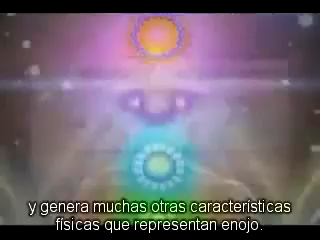 y genera muchas otras características
físicas que representan enojo.